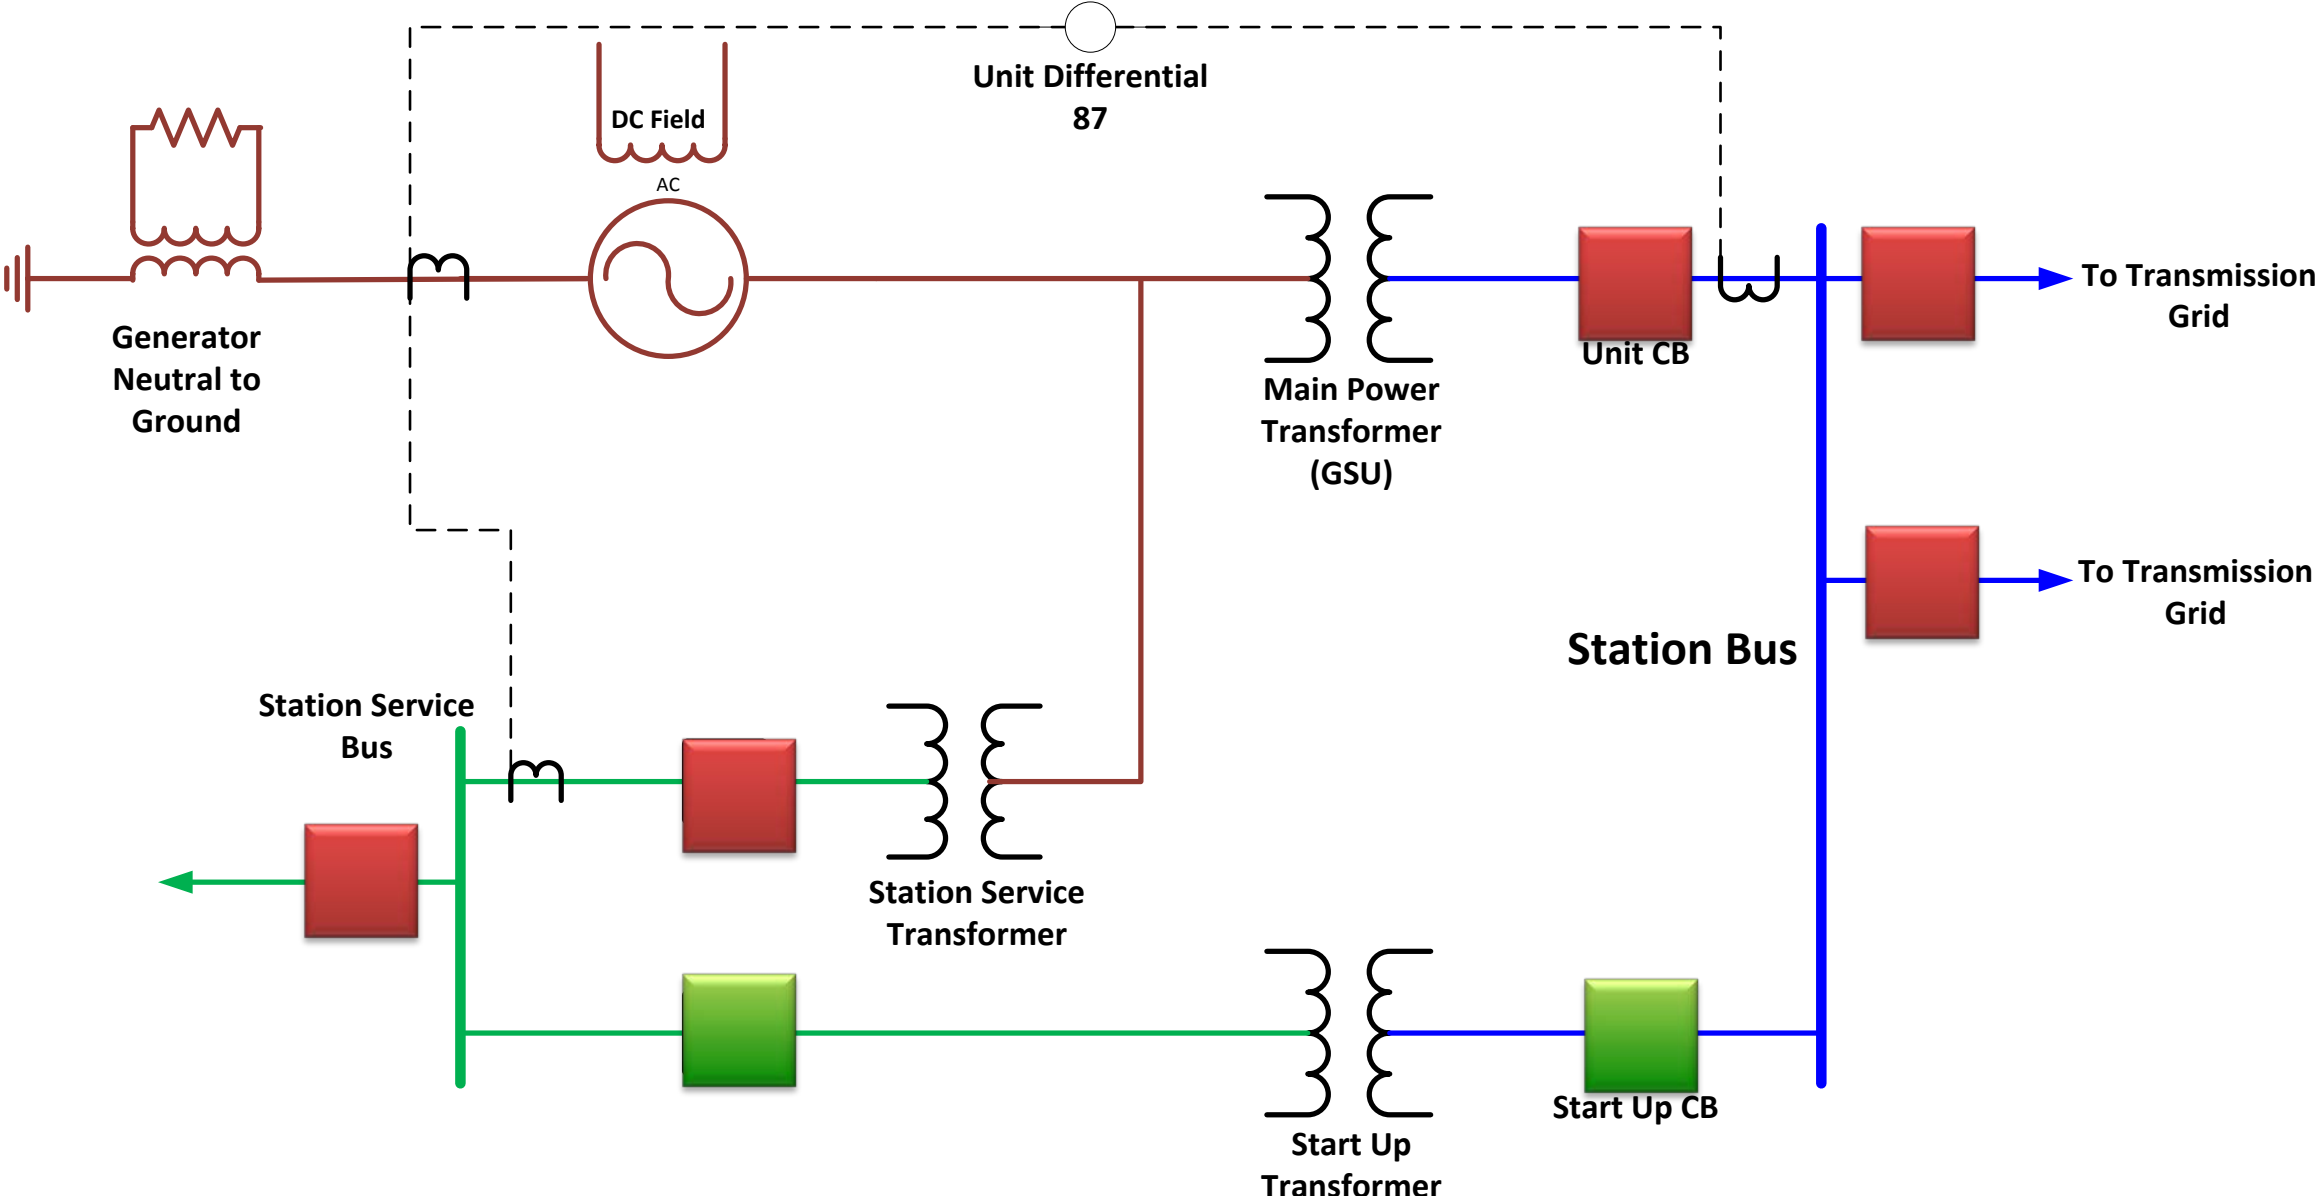 Unit Differential
87
DC Field
AC
Generator
Neutral to
Ground
Main Power
Transformer
(GSU)
Unit CB
To Transmission
Grid
To Transmission
Grid
Station Bus
Station Service
Bus
Station Service
Transformer
Start Up CB
Start Up
Transformer